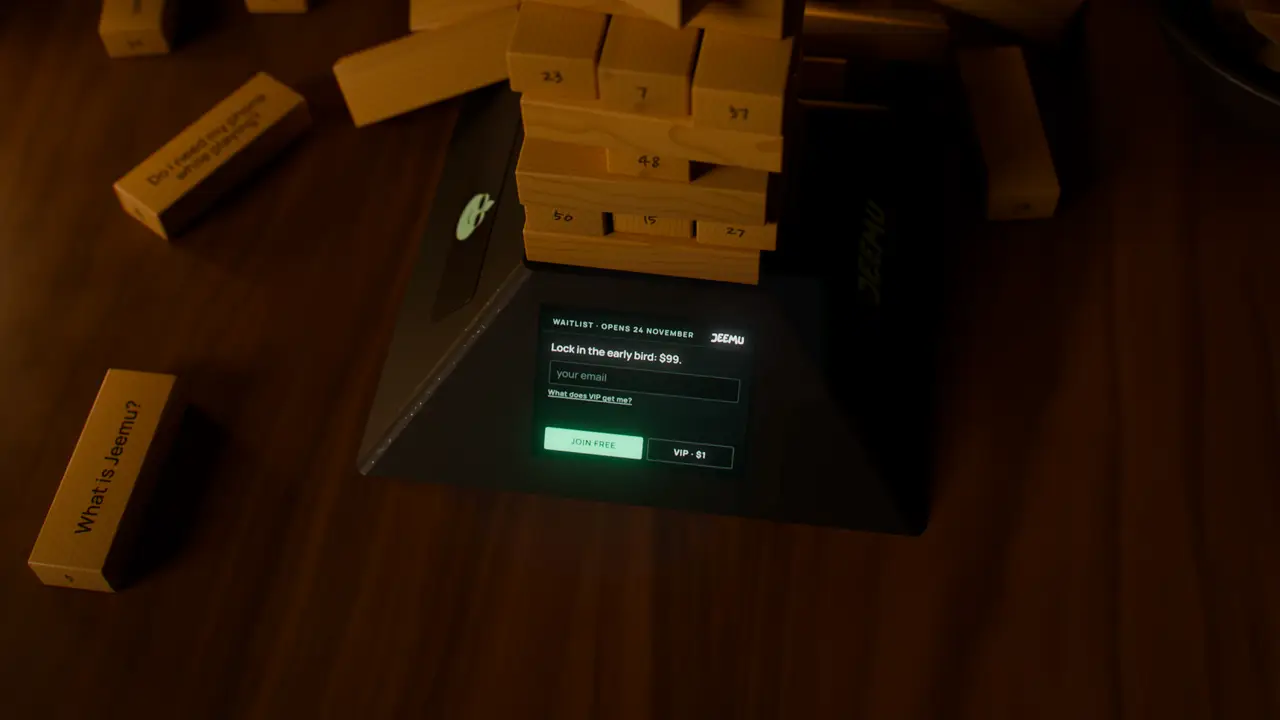 23
7
37
48
50
15
27
Do I need my phone
while playing?
What is Jeemu?
JEEMU
WAITLIST · OPENS 24 NOVEMBER
JEEMU
Lock in the early bird: $99.
your email
What does VIP get me?
JOIN FREE
VIP · $1